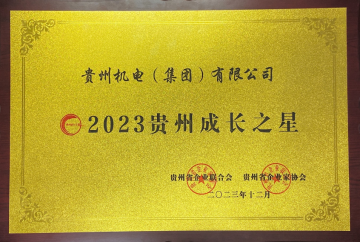 贵州机电（集团）有限公司
2023贵州成长之星
贵州省企业联合会 贵州省企业家协会
二〇二三年十二月